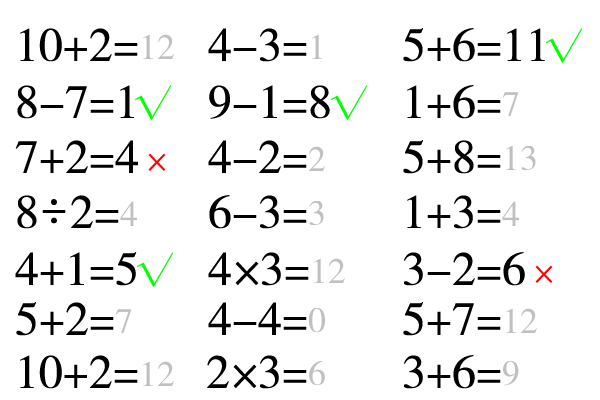 10+2=12 4−3=1 5+6=11√
8−7=1√ 9−1=8√ 1+6=7
7+2=4× 4−2=2 5+8=13
8÷2=4 6−3=3 1+3=4
4+1=5√ 4×3=12 3−2=6×
5+2=7 4−4=0 5+7=12
10+2=12 2×3=6 3+6=9